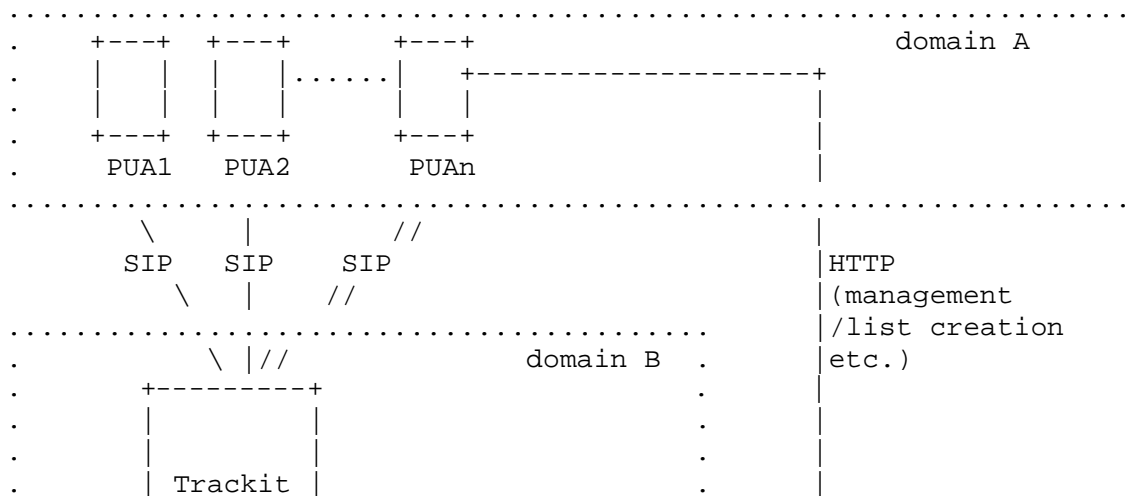 domain A
PUA1 PUA2 PUAn
SIP SIP SIP HTTP
(management
/list creation
domain B etc.)
Trackit